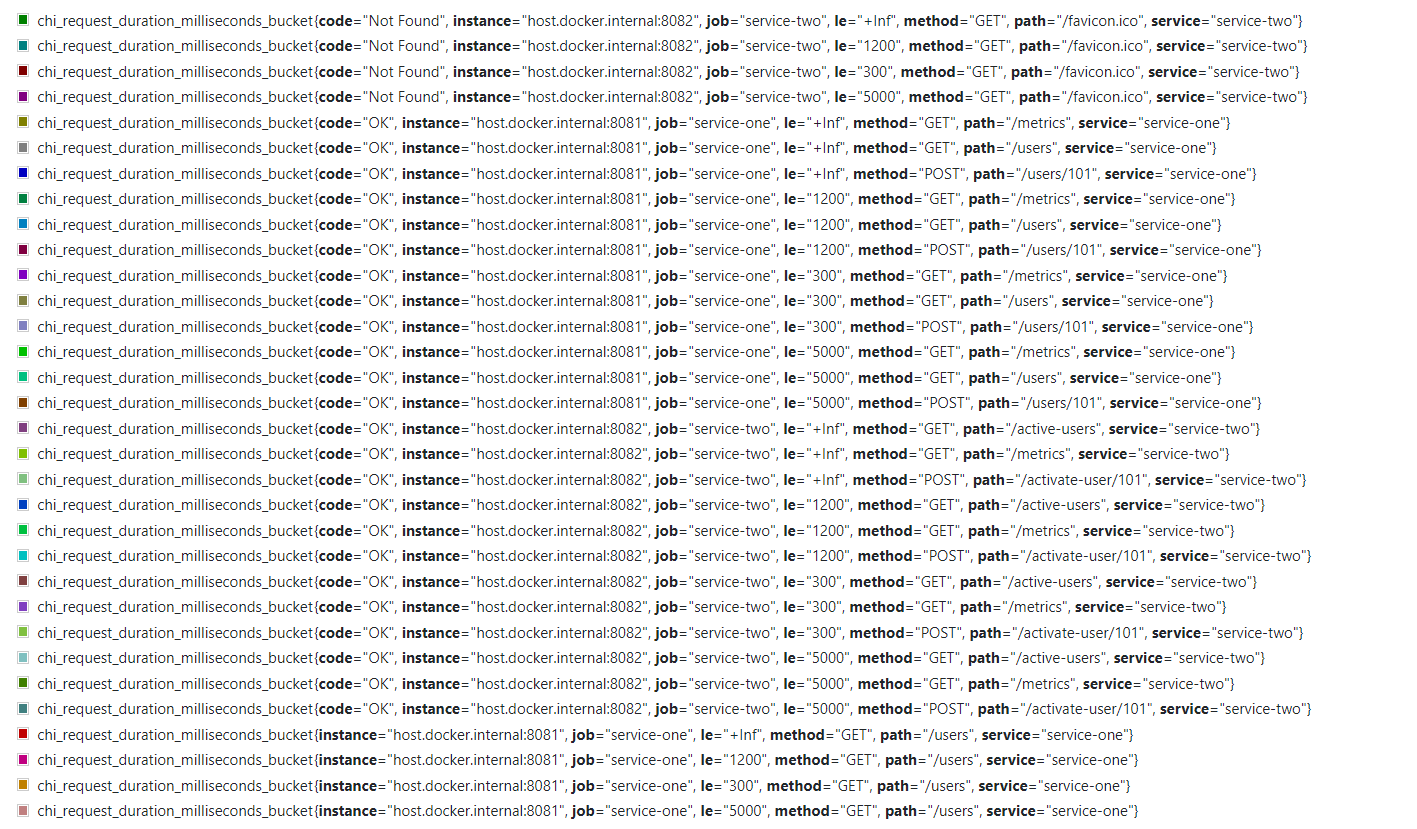 chi_request_duration_milliseconds_bucket{code="Not Found", instance="host.docker.internal:8082", job="service-two", le="+Inf", method="GET", path="/favicon.ico", service="service-two"}
chi_request_duration_milliseconds_bucket{code="Not Found", instance="host.docker.internal:8082", job="service-two", le="1200", method="GET", path="/favicon.ico", service="service-two"}
chi_request_duration_milliseconds_bucket{code="Not Found", instance="host.docker.internal:8082", job="service-two", le="300", method="GET", path="/favicon.ico", service="service-two"}
chi_request_duration_milliseconds_bucket{code="Not Found", instance="host.docker.internal:8082", job="service-two", le="5000", method="GET", path="/favicon.ico", service="service-two"}
chi_request_duration_milliseconds_bucket{code="OK", instance="host.docker.internal:8081", job="service-one", le="+Inf", method="GET", path="/metrics", service="service-one"}
chi_request_duration_milliseconds_bucket{code="OK", instance="host.docker.internal:8081", job="service-one", le="+Inf", method="GET", path="/users", service="service-one"}
chi_request_duration_milliseconds_bucket{code="OK", instance="host.docker.internal:8081", job="service-one", le="+Inf", method="POST", path="/users/101", service="service-one"}
chi_request_duration_milliseconds_bucket{code="OK", instance="host.docker.internal:8081", job="service-one", le="1200", method="GET", path="/metrics", service="service-one"}
chi_request_duration_milliseconds_bucket{code="OK", instance="host.docker.internal:8081", job="service-one", le="1200", method="GET", path="/users", service="service-one"}
chi_request_duration_milliseconds_bucket{code="OK", instance="host.docker.internal:8081", job="service-one", le="1200", method="POST", path="/users/101", service="service-one"}
chi_request_duration_milliseconds_bucket{code="OK", instance="host.docker.internal:8081", job="service-one", le="300", method="GET", path="/metrics", service="service-one"}
chi_request_duration_milliseconds_bucket{code="OK", instance="host.docker.internal:8081", job="service-one", le="300", method="GET", path="/users", service="service-one"}
chi_request_duration_milliseconds_bucket{code="OK", instance="host.docker.internal:8081", job="service-one", le="300", method="POST", path="/users/101", service="service-one"}
chi_request_duration_milliseconds_bucket{code="OK", instance="host.docker.internal:8081", job="service-one", le="5000", method="GET", path="/metrics", service="service-one"}
chi_request_duration_milliseconds_bucket{code="OK", instance="host.docker.internal:8081", job="service-one", le="5000", method="GET", path="/users", service="service-one"}
chi_request_duration_milliseconds_bucket{code="OK", instance="host.docker.internal:8081", job="service-one", le="5000", method="POST", path="/users/101", service="service-one"}
chi_request_duration_milliseconds_bucket{code="OK", instance="host.docker.internal:8082", job="service-two", le="+Inf", method="GET", path="/active-users", service="service-two"}
chi_request_duration_milliseconds_bucket{code="OK", instance="host.docker.internal:8082", job="service-two", le="+Inf", method="GET", path="/metrics", service="service-two"}
chi_request_duration_milliseconds_bucket{code="OK", instance="host.docker.internal:8082", job="service-two", le="+Inf", method="POST", path="/activate-user/101", service="service-two"}
chi_request_duration_milliseconds_bucket{code="OK", instance="host.docker.internal:8082", job="service-two", le="1200", method="GET", path="/active-users", service="service-two"}
chi_request_duration_milliseconds_bucket{code="OK", instance="host.docker.internal:8082", job="service-two", le="1200", method="GET", path="/metrics", service="service-two"}
chi_request_duration_milliseconds_bucket{code="OK", instance="host.docker.internal:8082", job="service-two", le="1200", method="POST", path="/activate-user/101", service="service-two"}
chi_request_duration_milliseconds_bucket{code="OK", instance="host.docker.internal:8082", job="service-two", le="300", method="GET", path="/active-users", service="service-two"}
chi_request_duration_milliseconds_bucket{code="OK", instance="host.docker.internal:8082", job="service-two", le="300", method="GET", path="/metrics", service="service-two"}
chi_request_duration_milliseconds_bucket{code="OK", instance="host.docker.internal:8082", job="service-two", le="300", method="POST", path="/activate-user/101", service="service-two"}
chi_request_duration_milliseconds_bucket{code="OK", instance="host.docker.internal:8082", job="service-two", le="5000", method="GET", path="/active-users", service="service-two"}
chi_request_duration_milliseconds_bucket{code="OK", instance="host.docker.internal:8082", job="service-two", le="5000", method="GET", path="/metrics", service="service-two"}
chi_request_duration_milliseconds_bucket{code="OK", instance="host.docker.internal:8082", job="service-two", le="5000", method="POST", path="/activate-user/101", service="service-two"}
chi_request_duration_milliseconds_bucket{instance="host.docker.internal:8081", job="service-one", le="+Inf", method="GET", path="/users", service="service-one"}
chi_request_duration_milliseconds_bucket{instance="host.docker.internal:8081", job="service-one", le="1200", method="GET", path="/users", service="service-one"}
chi_request_duration_milliseconds_bucket{instance="host.docker.internal:8081", job="service-one", le="300", method="GET", path="/users", service="service-one"}
chi_request_duration_milliseconds_bucket{instance="host.docker.internal:8081", job="service-one", le="5000", method="GET", path="/users", service="service-one"}